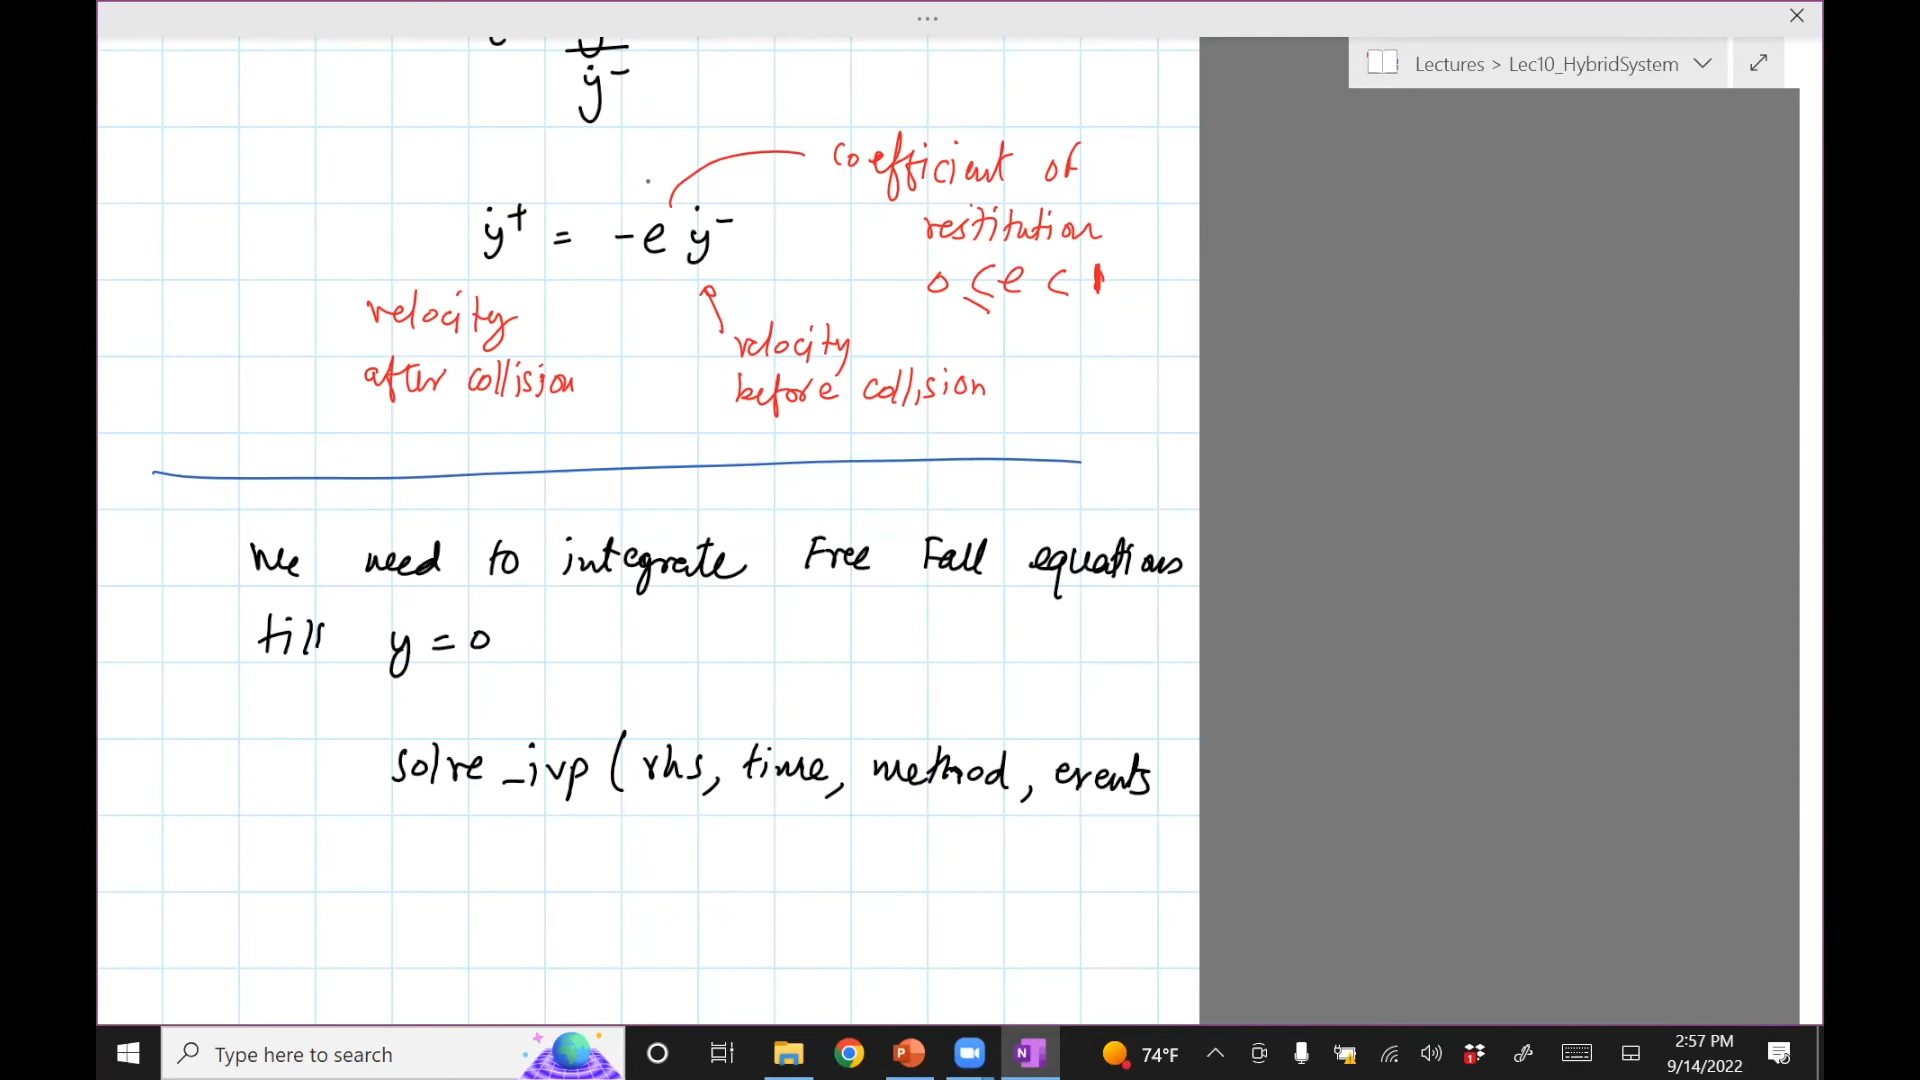 Lectures > Lec10_HybridSystem
ẏ⁻
coefficient of
restitution
0 ≤ e < 1
ẏ⁺ = -e ẏ⁻
velocity
after collision
velocity
before collision
We need to integrate Free Fall equations
till y = 0
solve_ivp (rhs, time, method, events
Type here to search
74°F
2:57 PM
9/14/2022